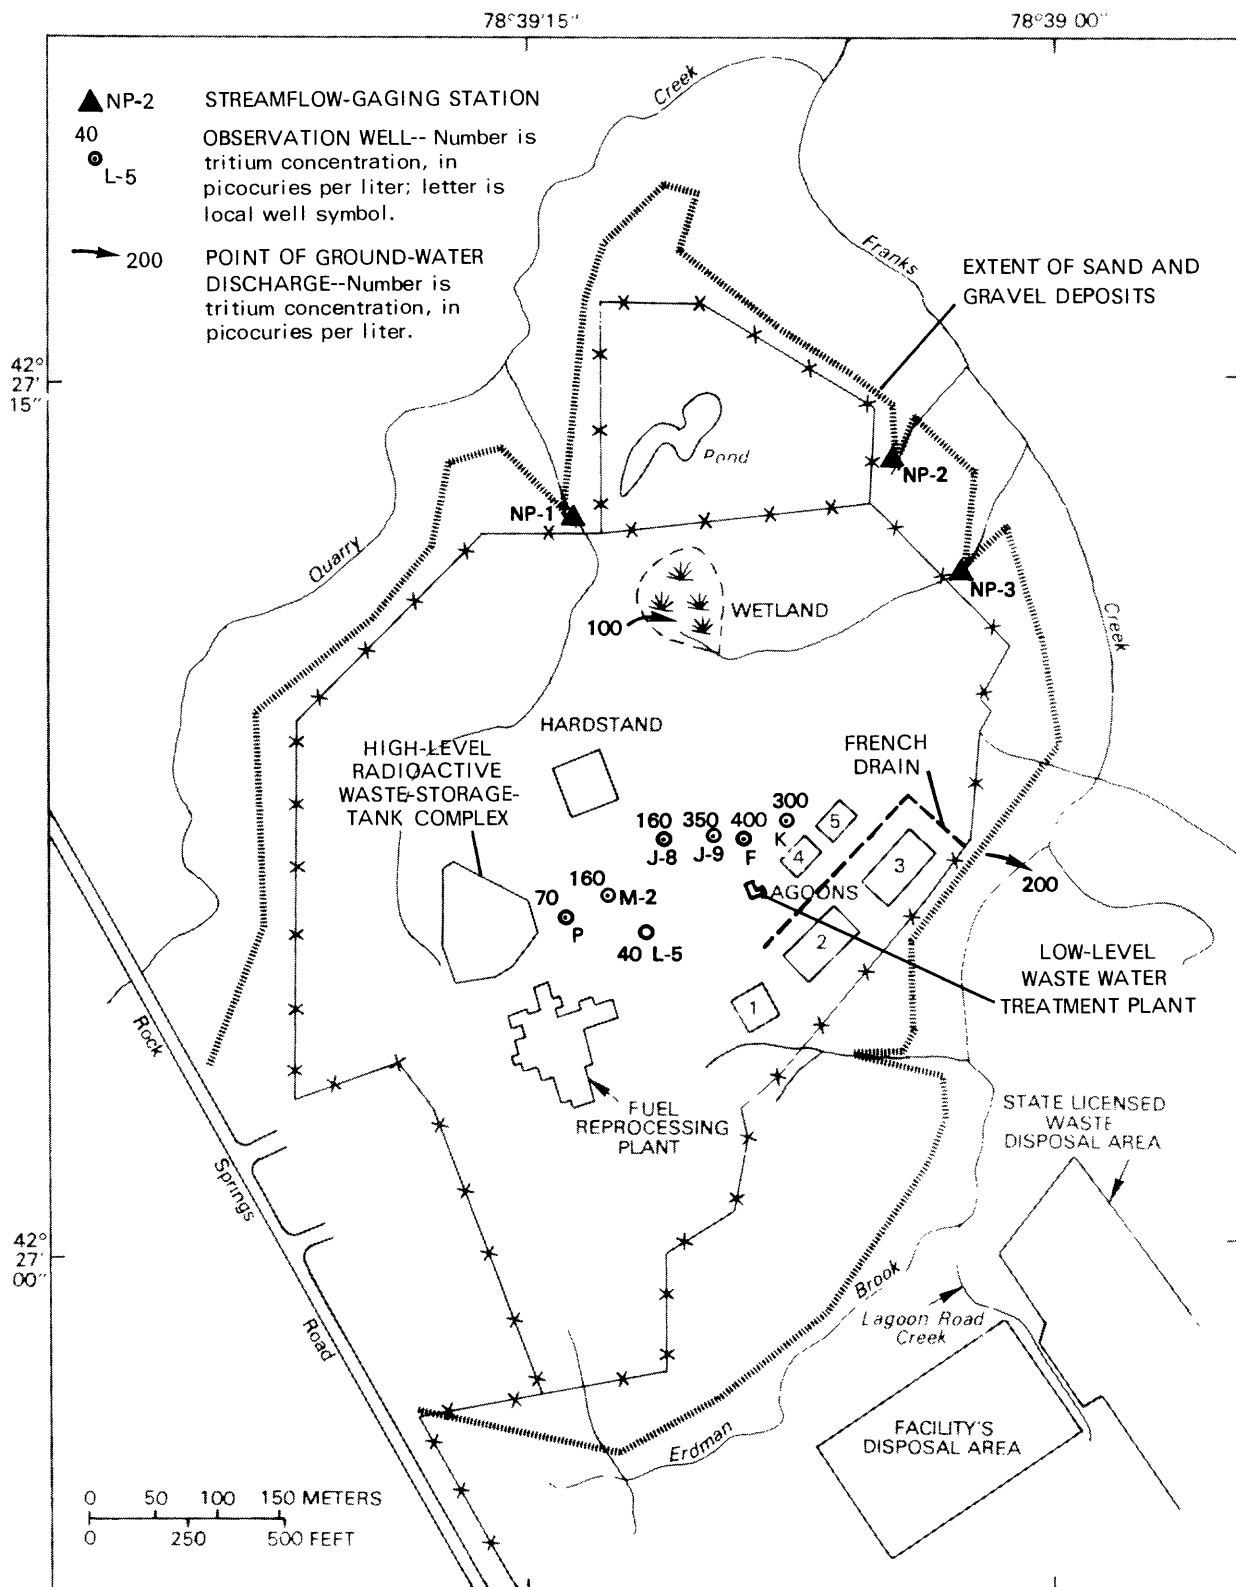 78°39'15"
78°39 00"
NP-2
STREAMFLOW-GAGING STATION
40
L-5
OBSERVATION WELL-- Number is
tritium concentration, in
picocuries per liter; letter is
local well symbol.
200
POINT OF GROUND-WATER
DISCHARGE--Number is
tritium concentration, in
picocuries per liter.
Creek
Franks
EXTENT OF SAND AND
GRAVEL DEPOSITS
42°
27'
15"
Pond
NP-2
NP-1
Quarry
NP-3
WETLAND
100
Creek
HARDSTAND
HIGH-LEVEL
RADIOACTIVE
WASTE-STORAGE-
TANK COMPLEX
FRENCH
DRAIN
160
350
400
300
J-8
J-9
F
K
5
4
3
200
LAGOONS
160
M-2
70
P
40 L-5
2
1
LOW-LEVEL
WASTE WATER
TREATMENT PLANT
FUEL
REPROCESSING
PLANT
STATE LICENSED
WASTE
DISPOSAL AREA
Rock
Springs
Road
42°
27'
00"
Brook
Lagoon Road
Creek
Erdman
FACILITY'S
DISPOSAL AREA
0 50 100 150 METERS
0 250 500 FEET